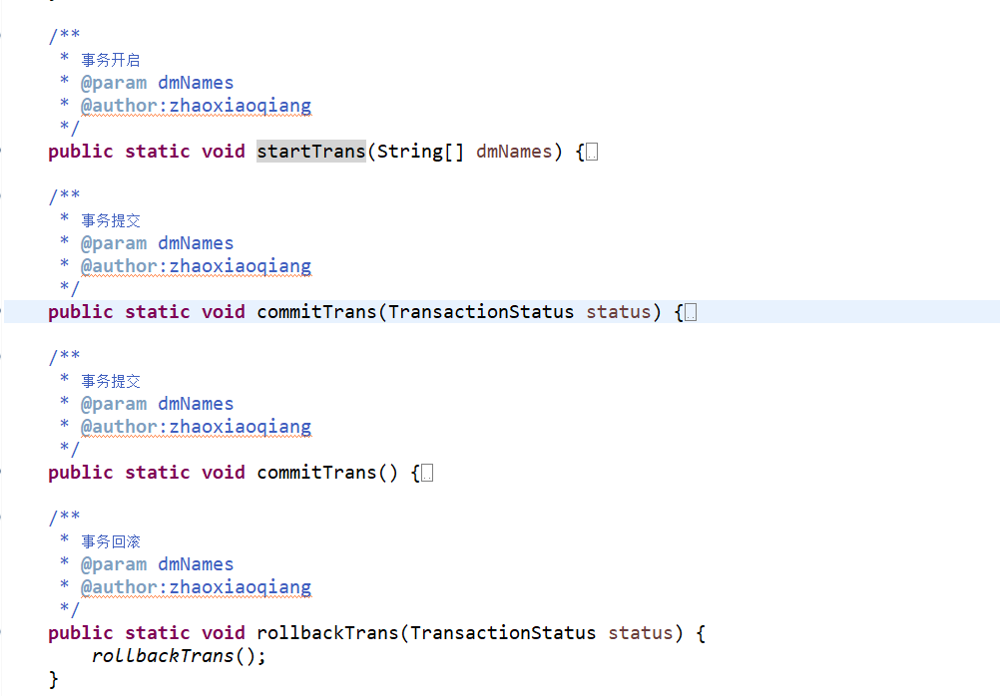 /**
* 事务开启
* @param dmNames
* @author:zhaoxiaoqiang
*/
public static void startTrans(String[] dmNames) {
/**
* 事务提交
* @param dmNames
* @author:zhaoxiaoqiang
*/
public static void commitTrans(TransactionStatus status) {
/**
* 事务提交
* @param dmNames
* @author:zhaoxiaoqiang
*/
public static void commitTrans() {
/**
* 事务回滚
* @param dmNames
* @author:zhaoxiaoqiang
*/
public static void rollbackTrans(TransactionStatus status) {
rollbackTrans();
}